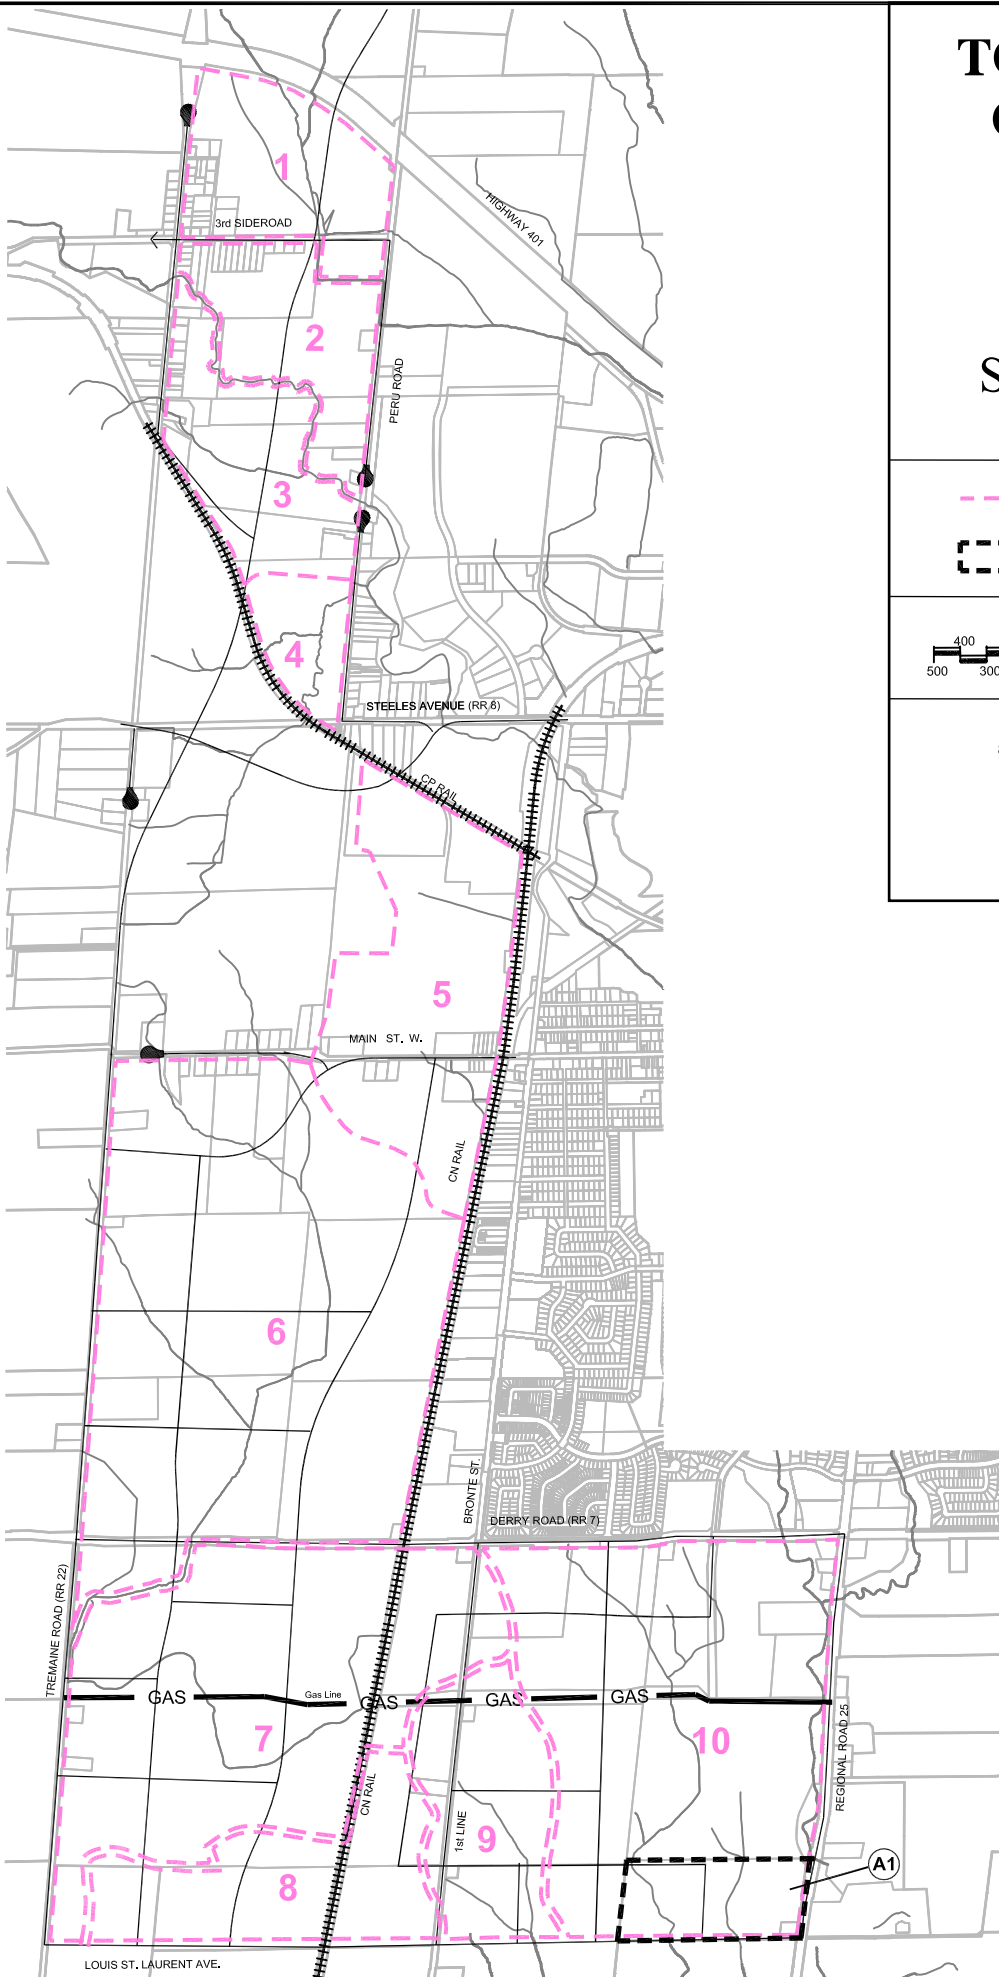 1
3rd SIDEROAD
HIGHWAY 401
2
PERU ROAD
3
400
500
300
4
STEELES AVENUE (RR 8)
CP RAIL
5
MAIN ST. W.
CN RAIL
6
BRONTE ST.
DERRY ROAD (RR 7)
TREMAINE ROAD (RR 22)
GAS
Gas Line
GAS
GAS
GAS
7
10
REGIONAL ROAD 25
CN RAIL
1st LINE
9
A1
8
LOUIS ST. LAURENT AVE.